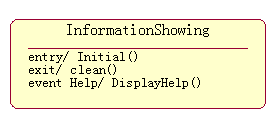 InformationShowing
entry/ Initial()
exit/ clean()
event Help/ DisplayHelp()